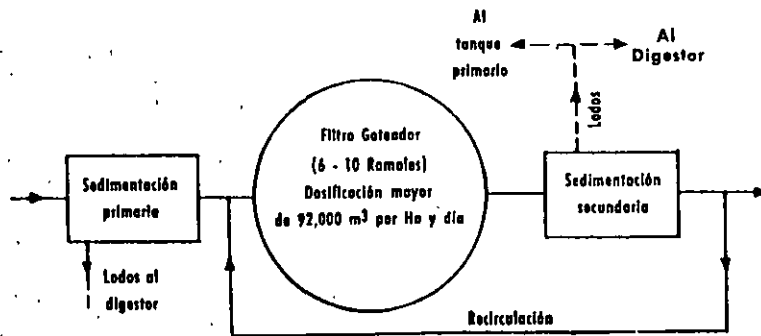 Al
tanque
primario
Al
Digestor
Lodos
Filtro Goteador
(6 - 10 Ramales)
Dosificación mayor
de 92,000 m³ por Ha y día
Sedimentación
primaria
Sedimentación
secundaria
Lodos al
digestor
Recirculación